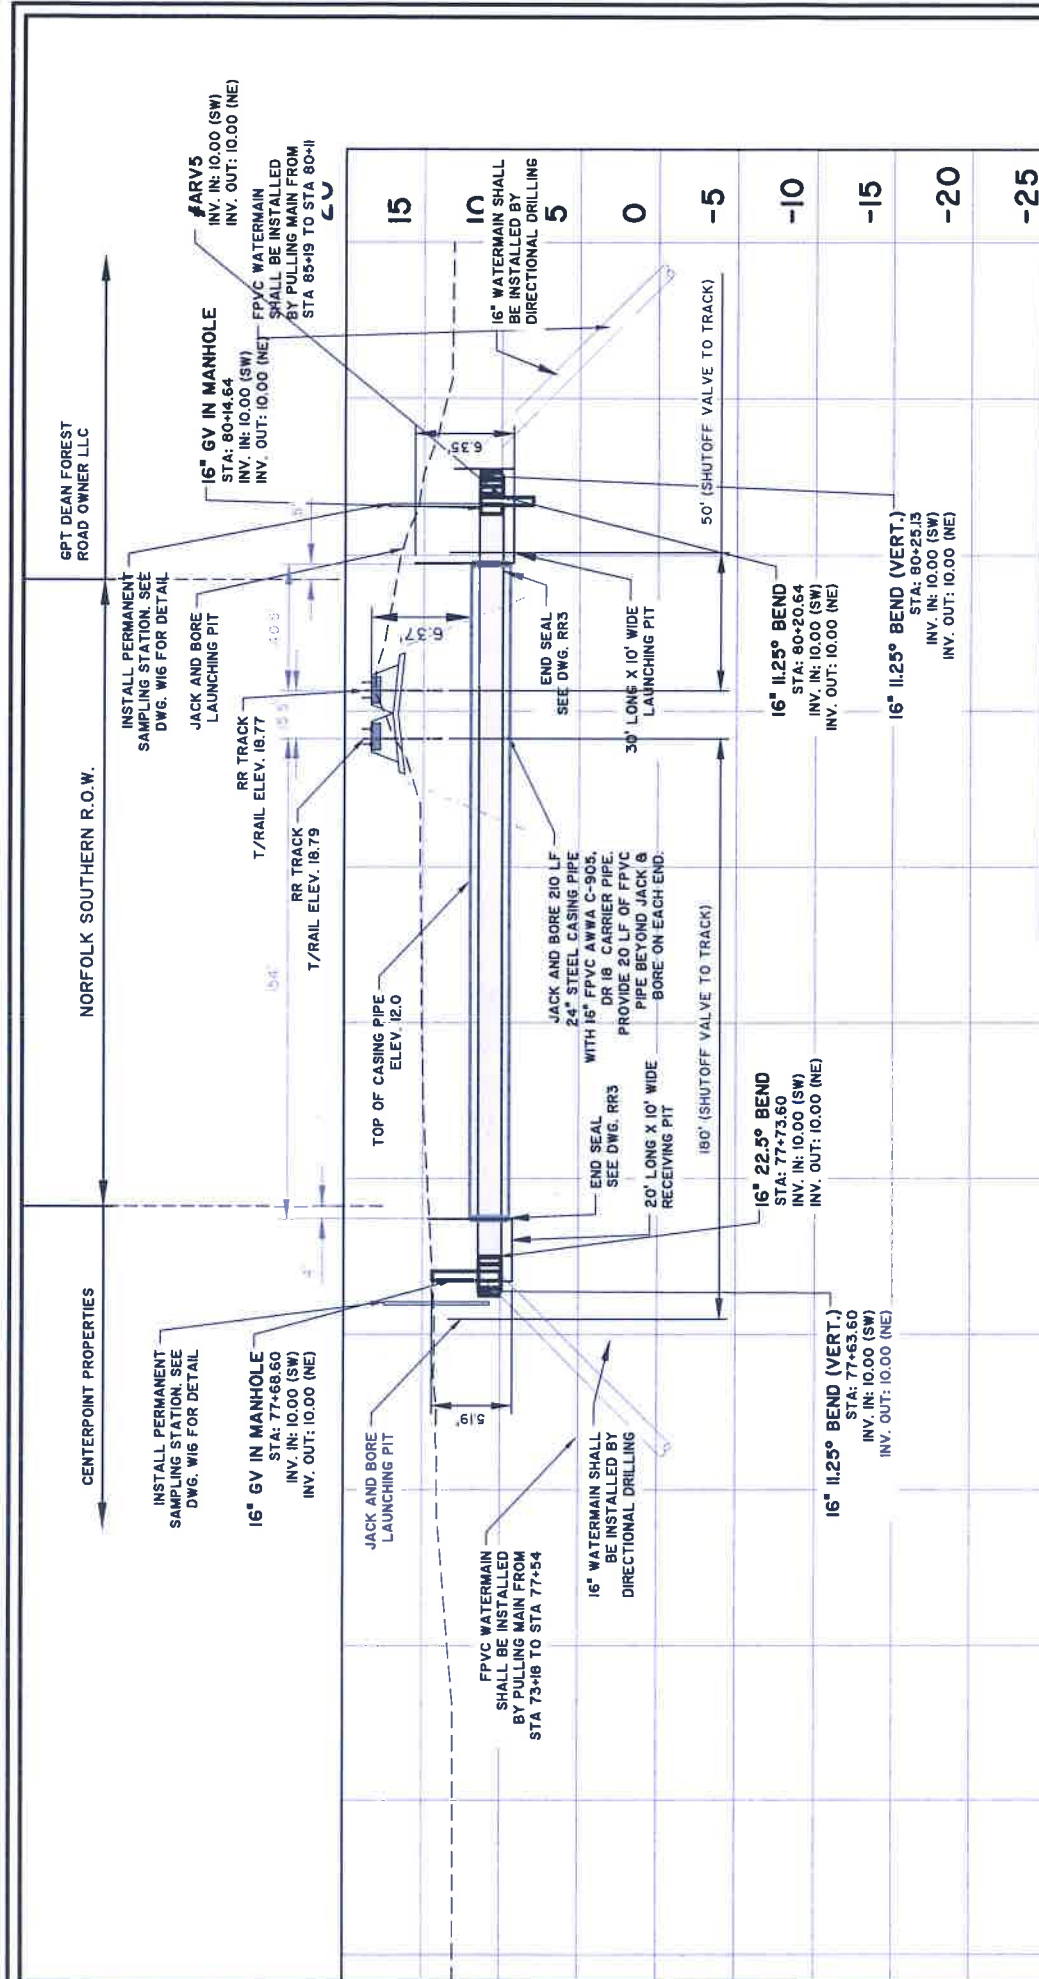 CENTERPOINT PROPERTIES
NORFOLK SOUTHERN R.O.W.
GPT DEAN FOREST
ROAD OWNER LLC
INSTALL PERMANENT
SAMPLING STATION. SEE
DWG. W16 FOR DETAIL
16" GV IN MANHOLE
STA: 77+68.60
INV. IN: 10.00 (SW)
INV. OUT: 10.00 (NE)
JACK AND BORE
LAUNCHING PIT
4'
154'
15.5'
RR TRACK
T/RAIL ELEV. 18.79
RR TRACK
T/RAIL ELEV. 18.77
INSTALL PERMANENT
SAMPLING STATION. SEE
DWG. W16 FOR DETAIL
JACK AND BORE
LAUNCHING PIT
16" GV IN MANHOLE
STA: 80+14.64
INV. IN: 10.00 (SW)
INV. OUT: 10.00 (NE)
#ARV5
INV. IN: 10.00 (SW)
INV. OUT: 10.00 (NE)
FPVC WATERMAIN
SHALL BE INSTALLED
BY PULLING MAIN FROM
STA 85+19 TO STA 80+11
20
15
10
5
0
-5
-10
-15
-20
-25
TOP OF CASING PIPE
ELEV. 12.0
6.37'
6.35'
5.19'
16" WATERMAIN SHALL
BE INSTALLED BY
DIRECTIONAL DRILLING
END SEAL
SEE DWG. RR3
30' LONG X 10' WIDE
LAUNCHING PIT
JACK AND BORE 210 LF
24" STEEL CASING PIPE
WITH 16" FPVC AWWA C-905,
DR 18 CARRIER PIPE.
PROVIDE 20 LF OF FPVC
PIPE BEYOND JACK &
BORE ON EACH END.
END SEAL
SEE DWG. RR3
20' LONG X 10' WIDE
RECEIVING PIT
FPVC WATERMAIN
SHALL BE INSTALLED
BY PULLING MAIN FROM
STA 73+18 TO STA 77+54
16" WATERMAIN SHALL
BE INSTALLED BY
DIRECTIONAL DRILLING
180' (SHUTOFF VALVE TO TRACK)
50' (SHUTOFF VALVE TO TRACK)
16" 22.5° BEND
STA: 77+73.60
INV. IN: 10.00 (SW)
INV. OUT: 10.00 (NE)
16" 11.25° BEND (VERT.)
STA: 77+63.60
INV. IN: 10.00 (SW)
INV. OUT: 10.00 (NE)
16" 11.25° BEND
STA: 80+20.64
INV. IN: 10.00 (SW)
INV. OUT: 10.00 (NE)
16" 11.25° BEND (VERT.)
STA: 80+25.13
INV. IN: 10.00 (SW)
INV. OUT: 10.00 (NE)